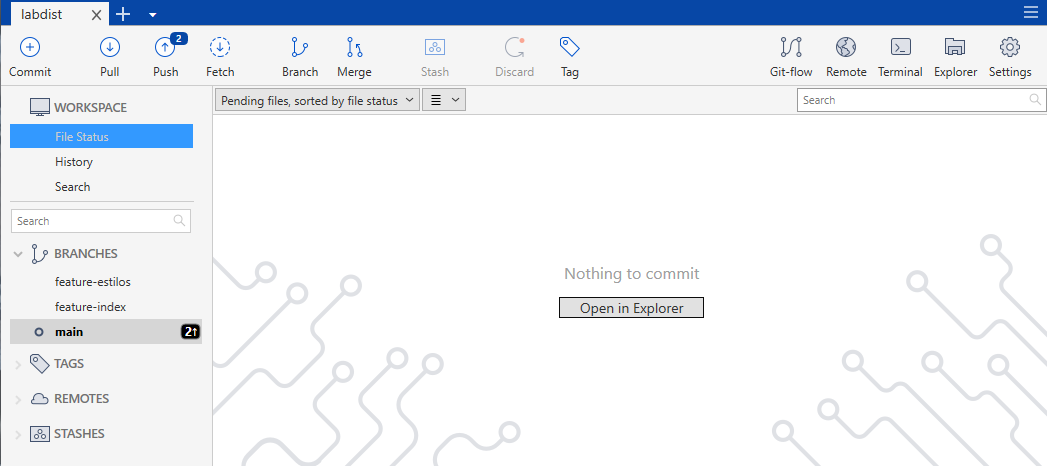 labdist
Commit
Pull
2
Push
Fetch
Branch
Merge
Stash
Discard
Tag
Git-flow
Remote
Terminal
Explorer
Settings
WORKSPACE
File Status
History
Search
Search
BRANCHES
feature-estilos
feature-index
main 2↑
TAGS
REMOTES
STASHES
Pending files, sorted by file status
Search
Nothing to commit
Open in Explorer